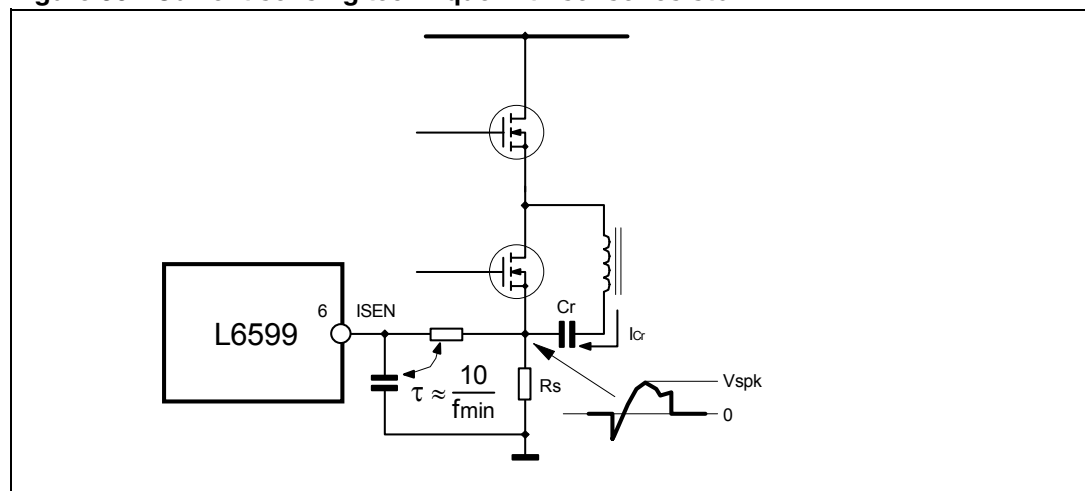 Cr
6
ISEN
L6599
ICr
τ ≈ 10
fmin
Rs
Vspk
0